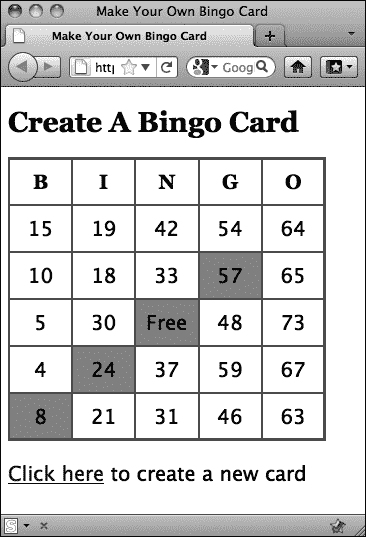 Make Your Own Bingo Card
Make Your Own Bingo Card
+
http
Goog
Create A Bingo Card
B I N G O
15 19 42 54 64
10 18 33 57 65
5 30 Free 48 73
4 24 37 59 67
8 21 31 46 63
Click here to create a new card
S